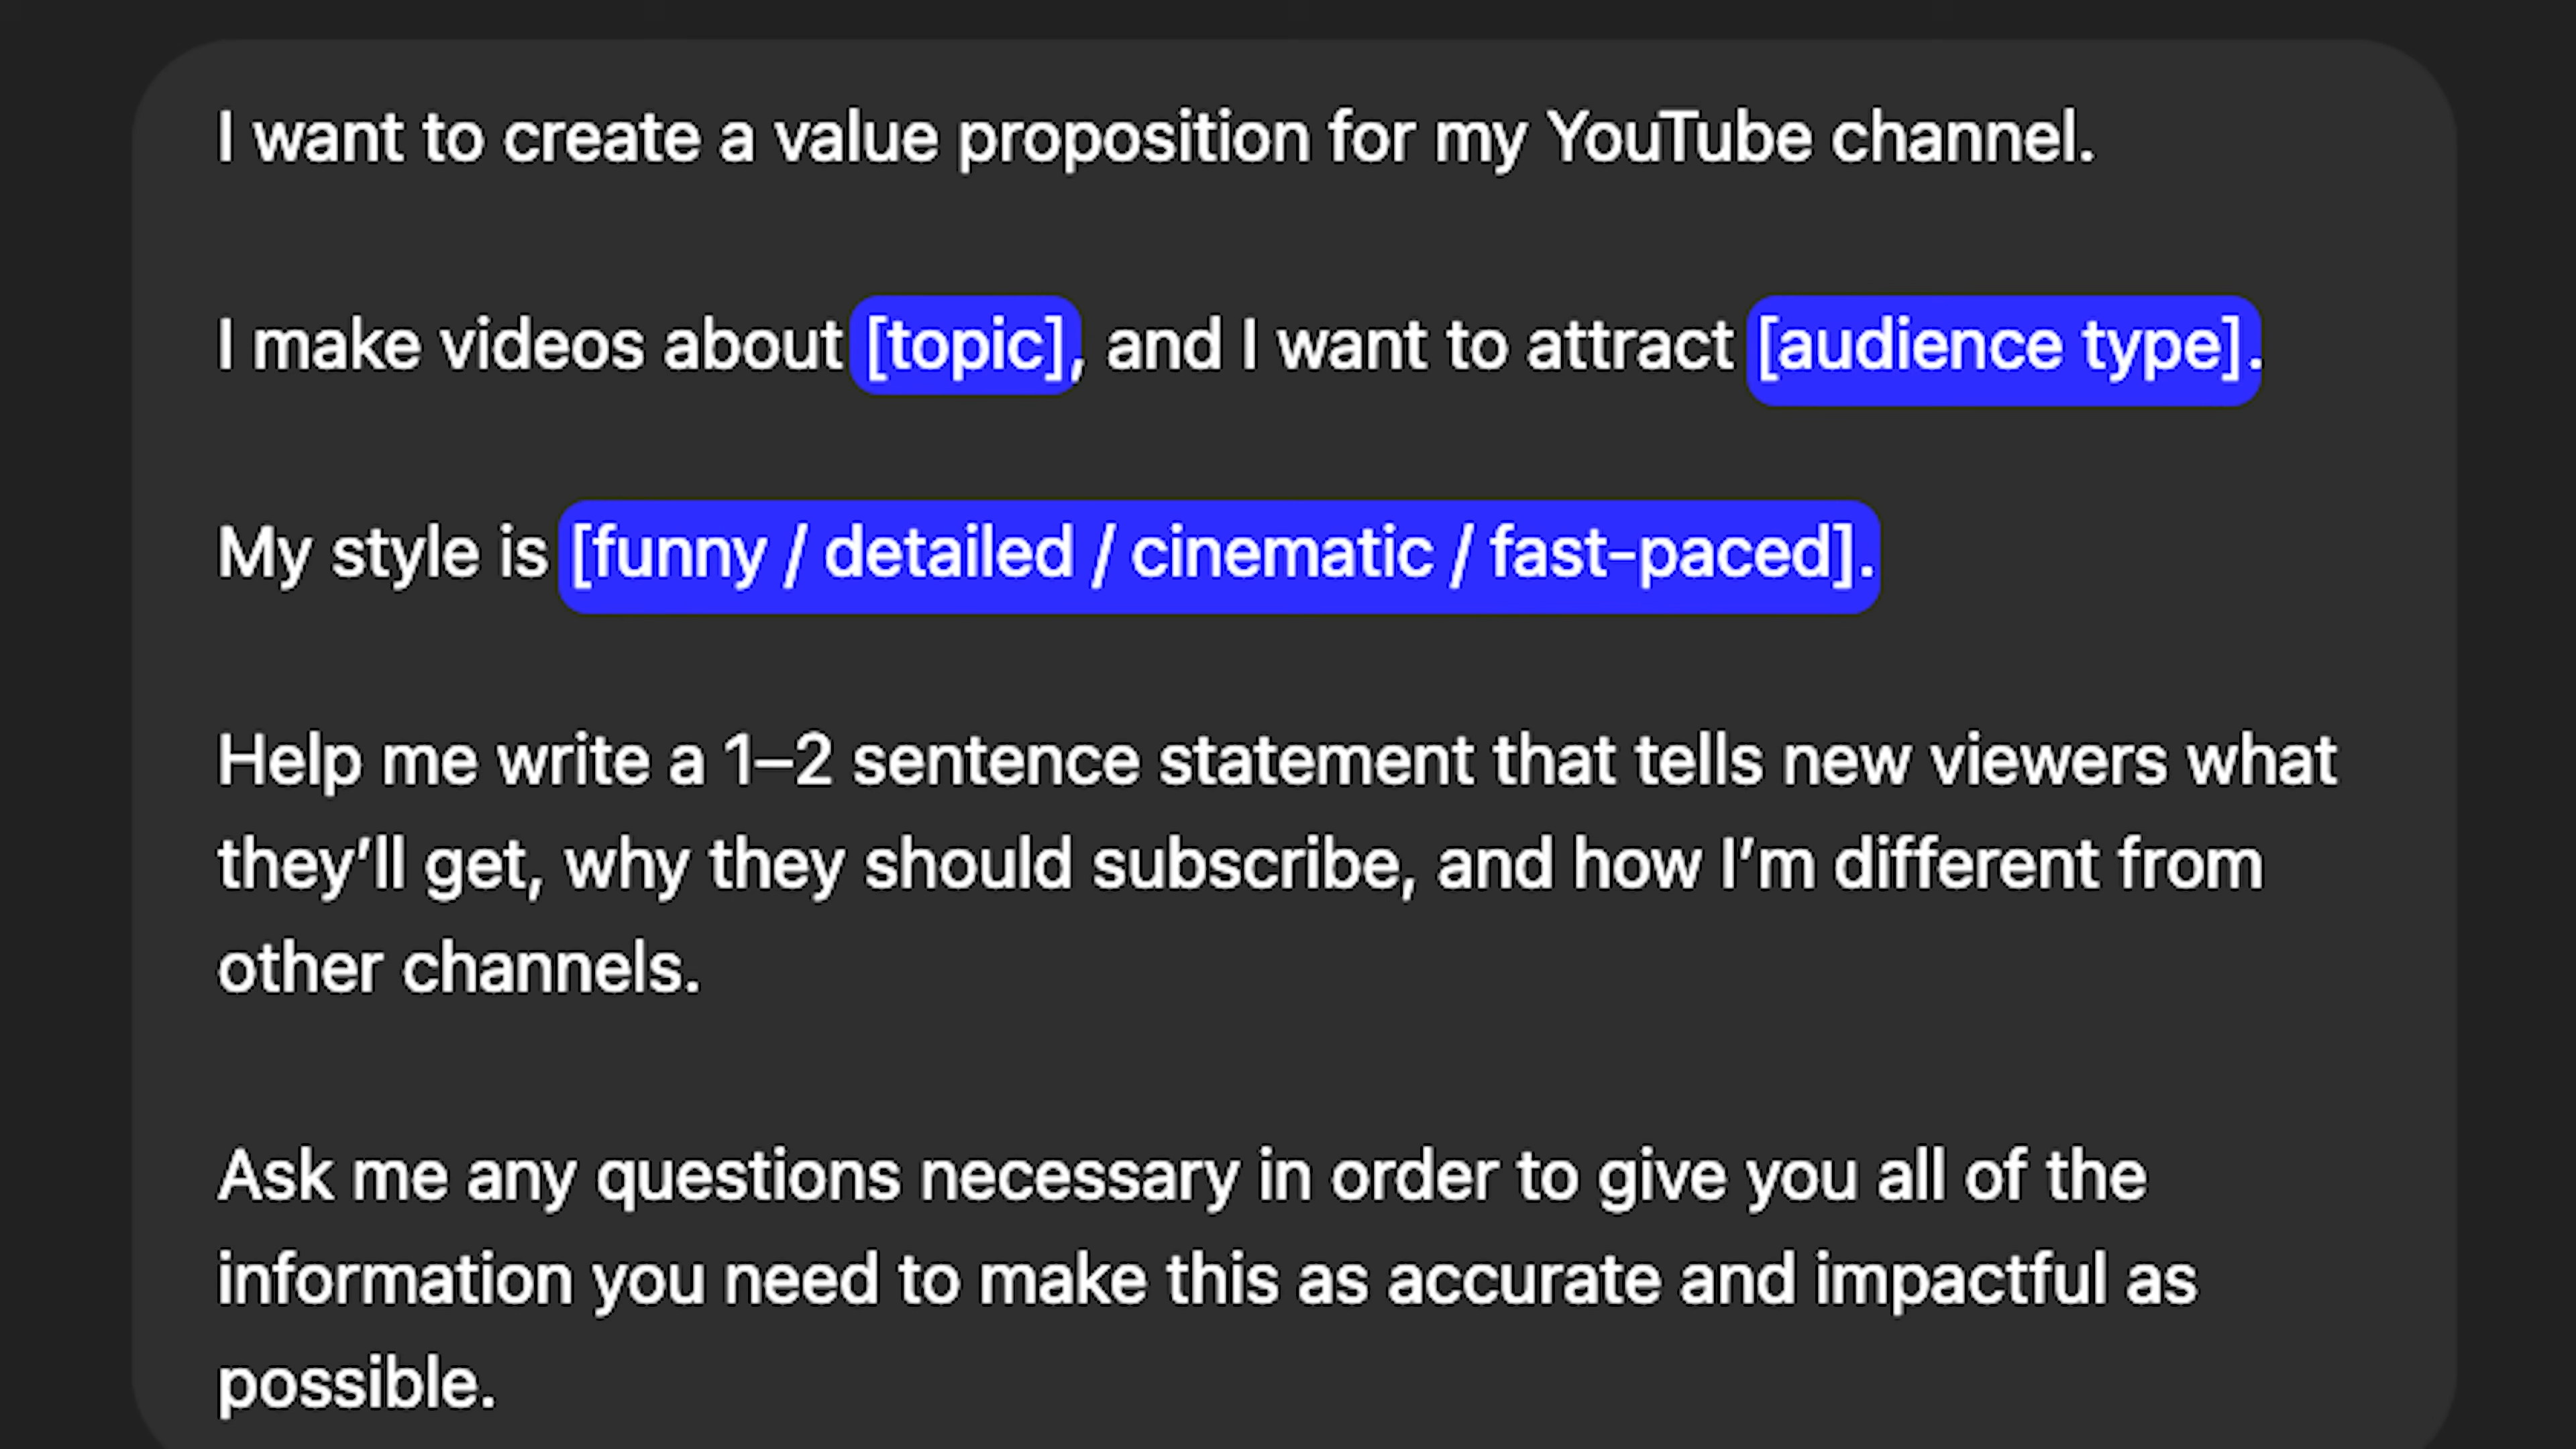 I want to create a value proposition for my YouTube channel.
I make videos about [topic], and I want to attract [audience type].
My style is [funny / detailed / cinematic / fast-paced].
Help me write a 1–2 sentence statement that tells new viewers what
they’ll get, why they should subscribe, and how I’m different from
other channels.
Ask me any questions necessary in order to give you all of the
information you need to make this as accurate and impactful as
possible.